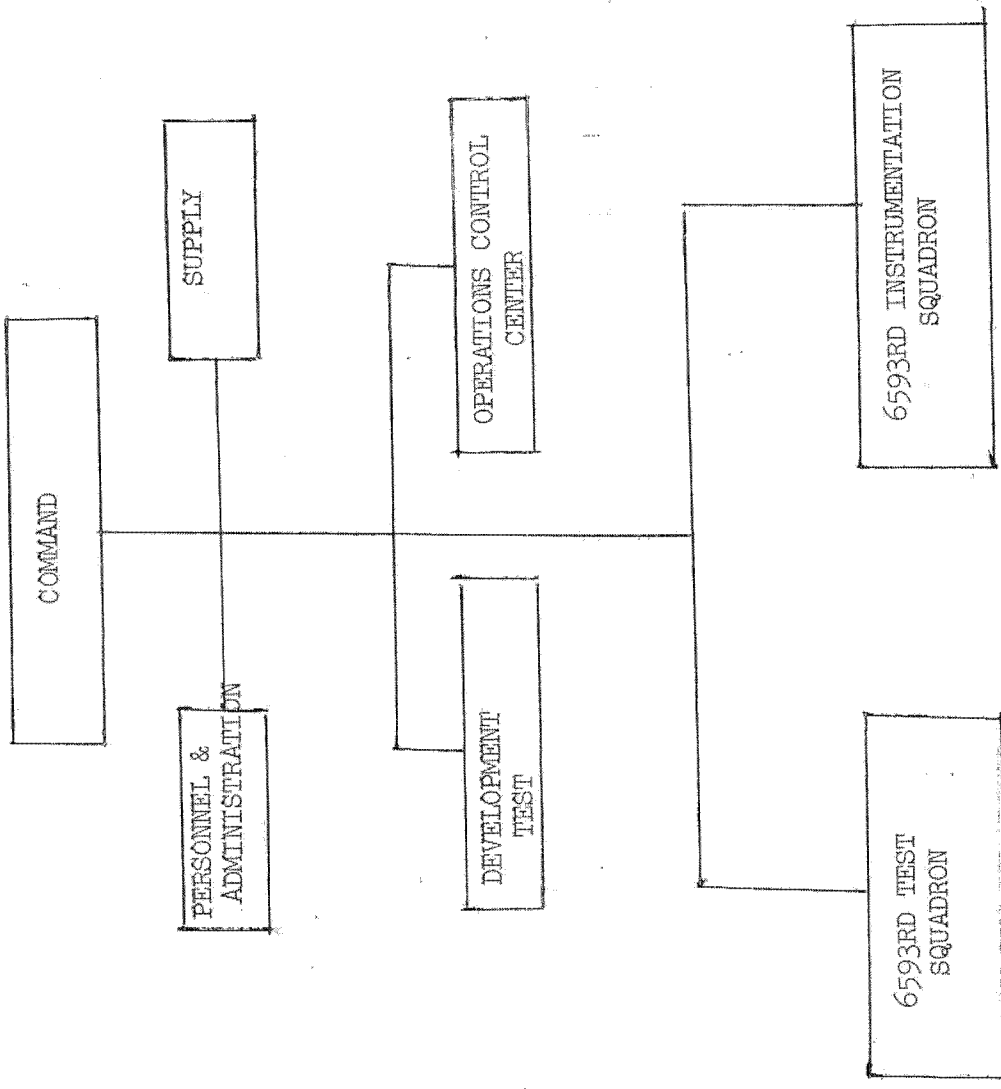 COMMAND
PERSONNEL &
ADMINISTRATION
SUPPLY
DEVELOPMENT
TEST
OPERATIONS CONTROL
CENTER
6593RD TEST
SQUADRON
6593RD INSTRUMENTATION
SQUADRON